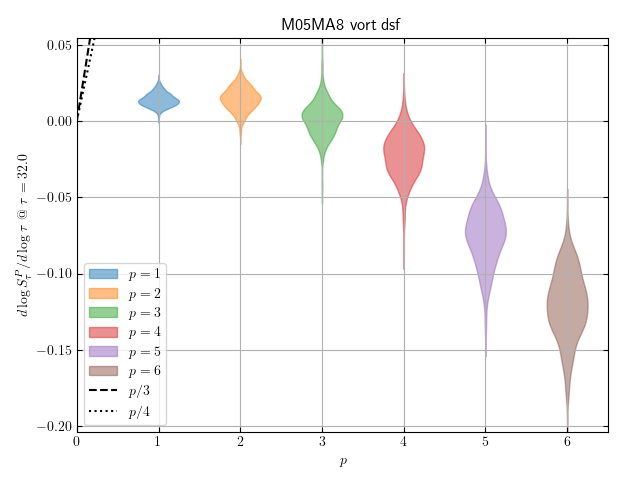 M05MA8 vort dsf
d log S_τ^P / d log τ @ τ = 32.0
0.05
0.00
−0.05
−0.10
−0.15
−0.20
p = 1
p = 2
p = 3
p = 4
p = 5
p = 6
p/3
p/4
0 1 2 3 4 5 6
p